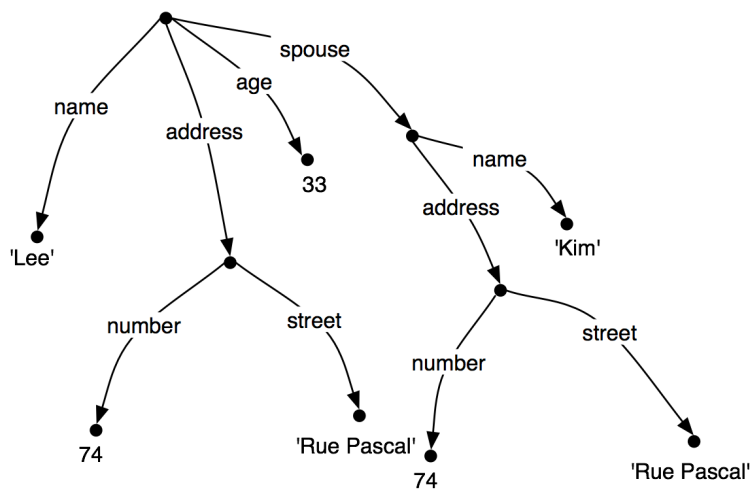 spouse
age
name
address
name
33
address
'Lee'
'Kim'
number
street
street
number
74
'Rue Pascal'
74
'Rue Pascal'